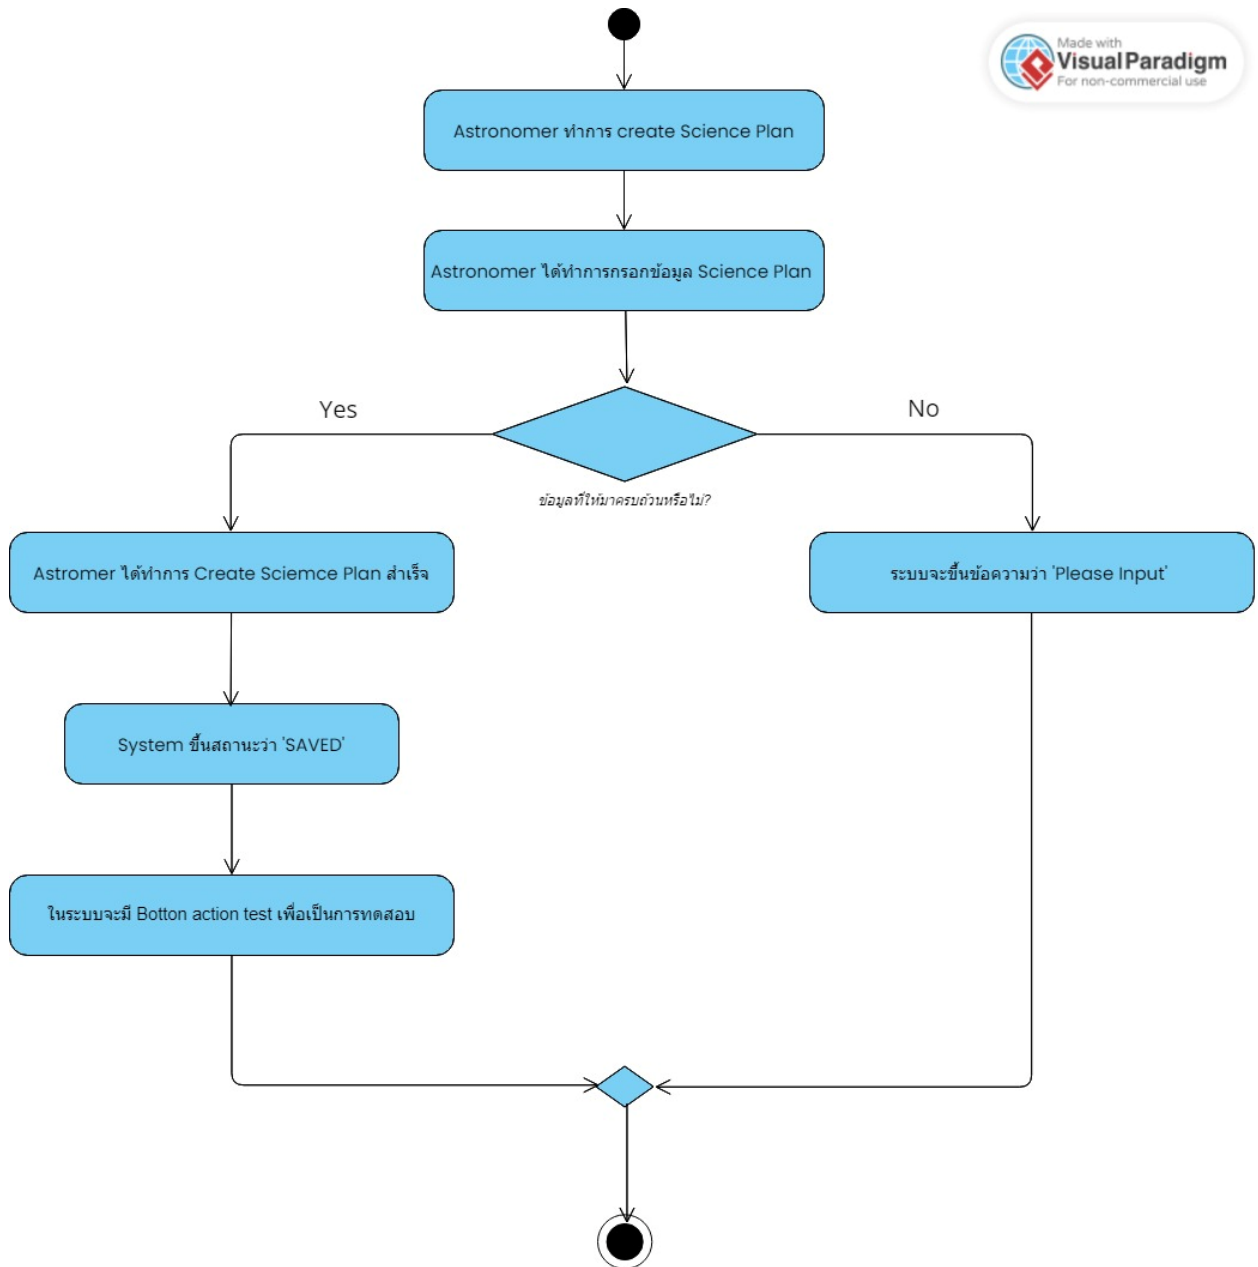 Made with
Visual Paradigm
For non-commercial use
Astronomer ทำการ create Science Plan
Astronomer ได้ทำการกรอกข้อมูล Science Plan
Yes
No
ข้อมูลที่ให้มาครบถ้วนหรือไม่?
Astromer ได้ทำการ Create Sciemce Plan สำเร็จ
ระบบจะขึ้นข้อความว่า 'Please Input'
System ขึ้นสถานะว่า 'SAVED'
ในระบบจะมี Botton action test เพื่อเป็นการทดสอบ